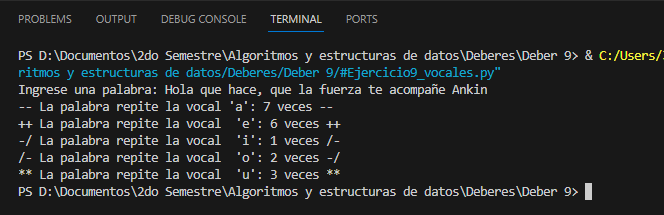 PROBLEMS OUTPUT DEBUG CONSOLE TERMINAL PORTS
PS D:\Documentos\2do Semestre\Algoritmos y estructuras de datos\Deberes\Deber 9> & C:/Users/
ritmos y estructuras de datos/Deberes/Deber 9/#Ejercicio9_vocales.py"
Ingrese una palabra: Hola que hace, que la fuerza te acompañe Ankin
-- La palabra repite la vocal 'a': 7 veces --
++ La palabra repite la vocal  'e': 6 veces ++
-/ La palabra repite la vocal  'i': 1 veces /-
/- La palabra repite la vocal  'o': 2 veces -/
** La palabra repite la vocal  'u': 3 veces **
PS D:\Documentos\2do Semestre\Algoritmos y estructuras de datos\Deberes\Deber 9>